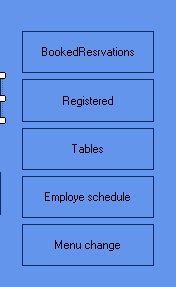 BookedResrvations
Registered
Tables
Employe schedule
Menu change